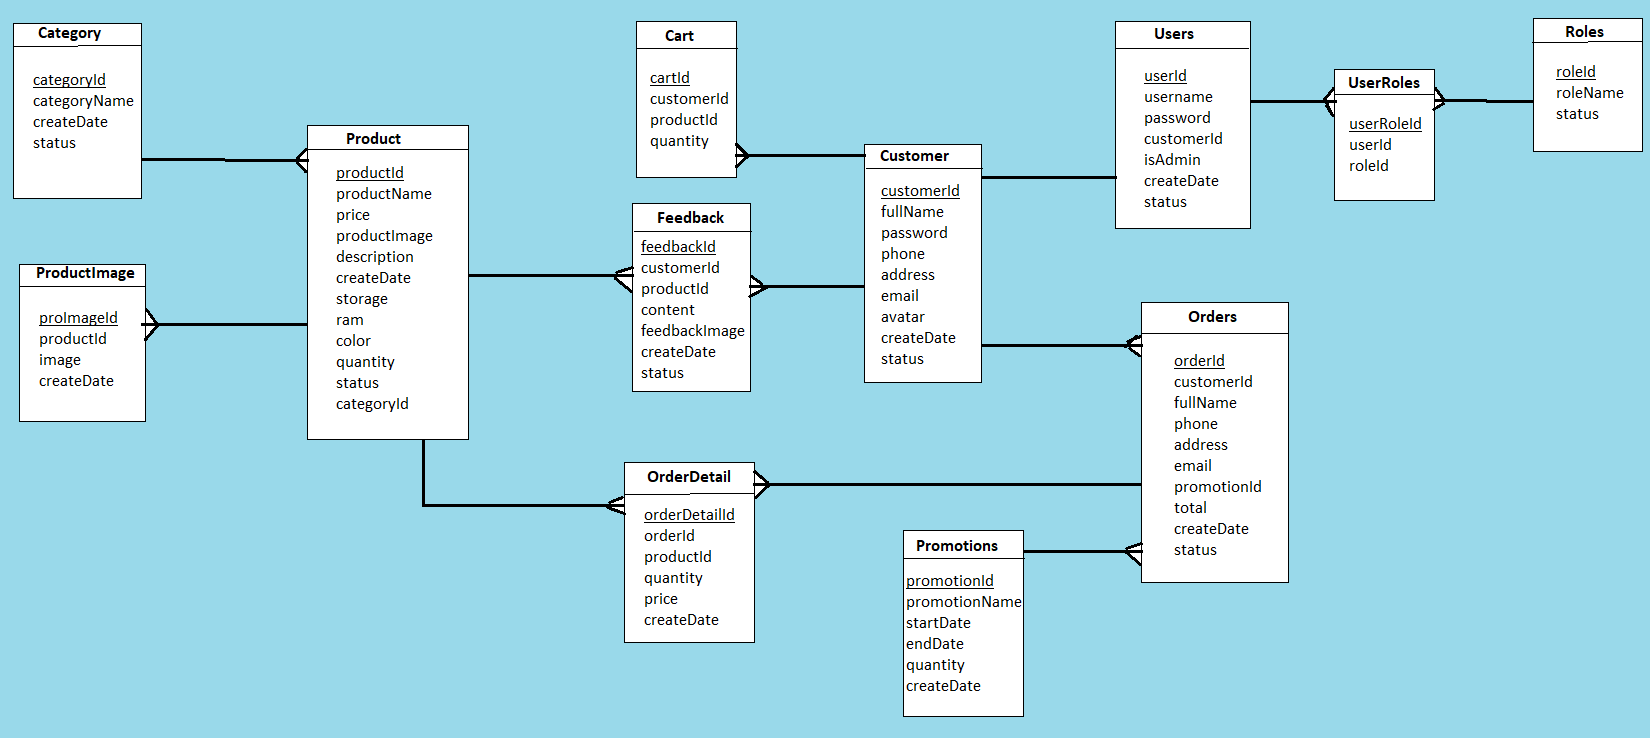 Category
categoryId
categoryName
createDate
status
ProductImage
proImageId
productId
image
createDate
Product
productId
productName
price
productImage
description
createDate
storage
ram
color
quantity
status
categoryId
Cart
cartId
customerId
productId
quantity
Feedback
feedbackId
customerId
productId
content
feedbackImage
createDate
status
OrderDetail
orderDetailId
orderId
productId
quantity
price
createDate
Customer
customerId
fullName
password
phone
address
email
avatar
createDate
status
Promotions
promotionId
promotionName
startDate
endDate
quantity
createDate
Users
userId
username
password
customerId
isAdmin
createDate
status
Orders
orderId
customerId
fullName
phone
address
email
promotionId
total
createDate
status
UserRoles
userRoleId
userId
roleId
Roles
roleId
roleName
status